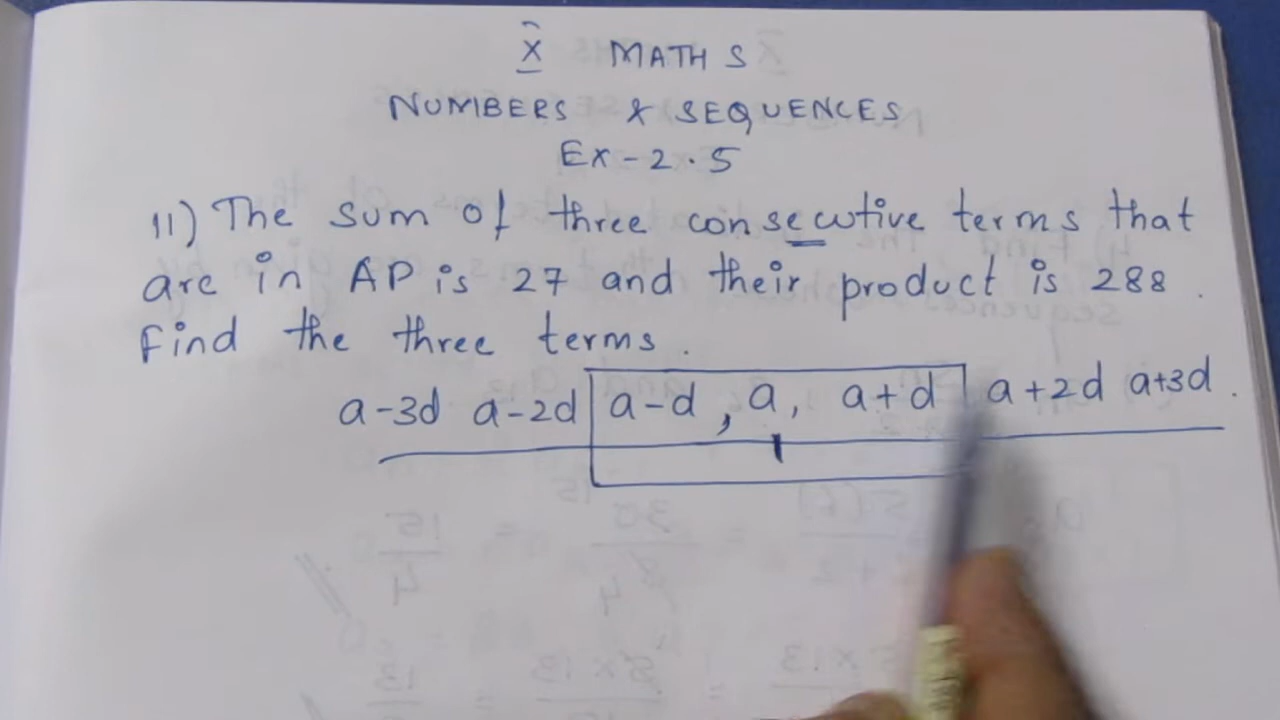 X MATHS
NUMBERS & SEQUENCES
Ex-2.5
11) The sum of three consecutive terms that
are in AP is 27 and their product is 288.
Find the three terms.
a-3d a-2d a-d, a, a+d a+2d a+3d.